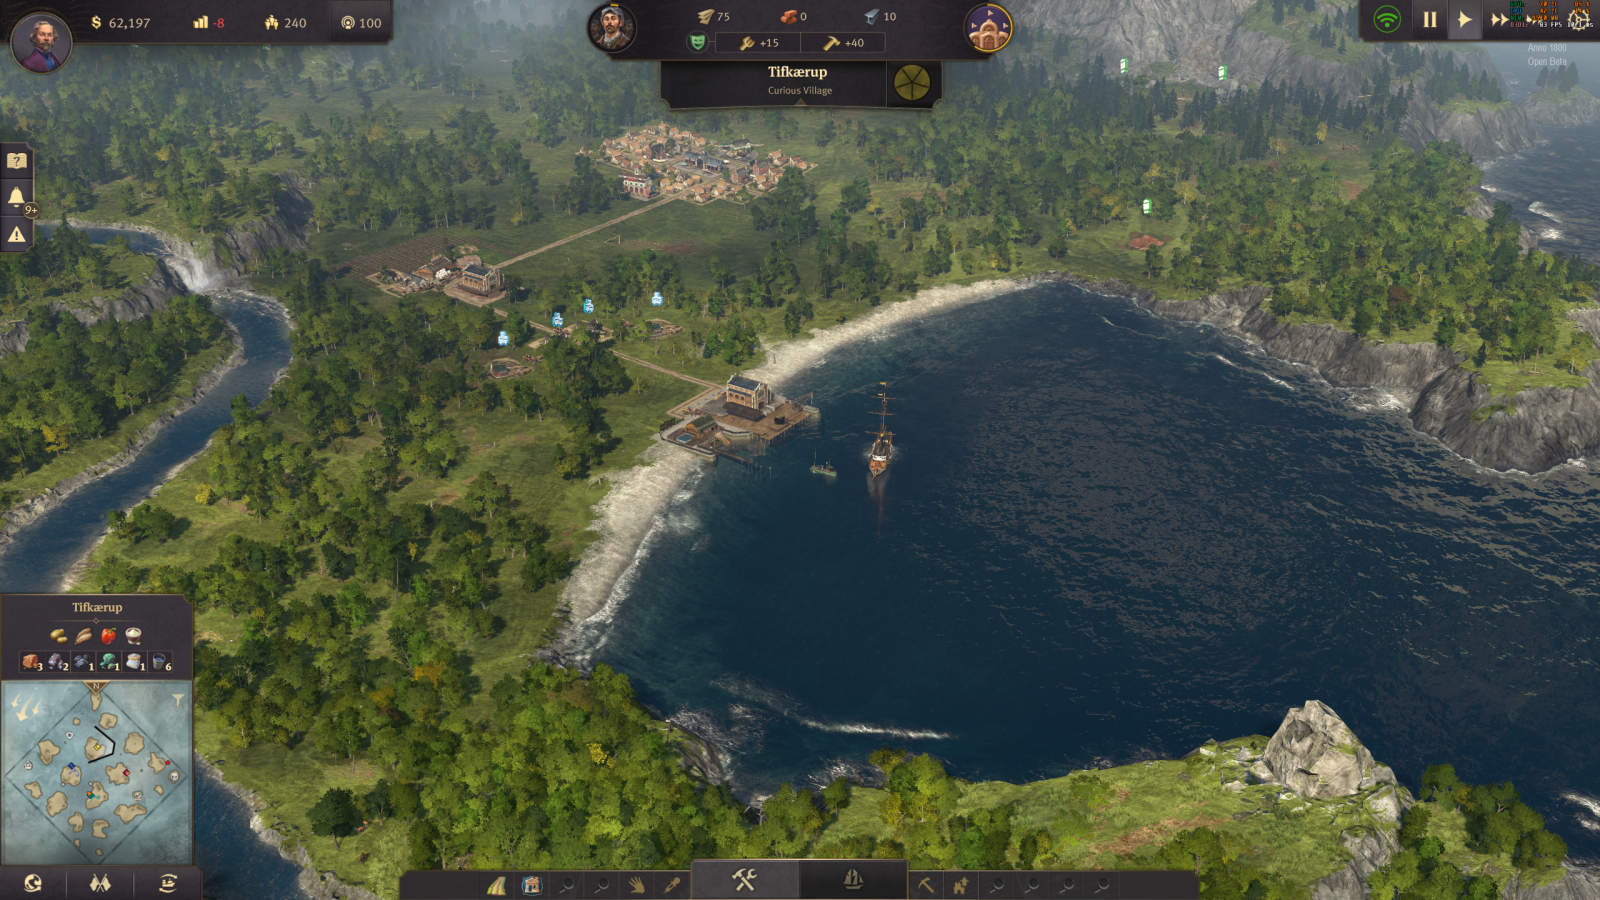 62,197
-8
240
100
75
0
10
+15
+40
Tifkærup
Curious Village
Anno 1800
Open Beta
9+
Tifkærup
3
2
1
1
1
6
N